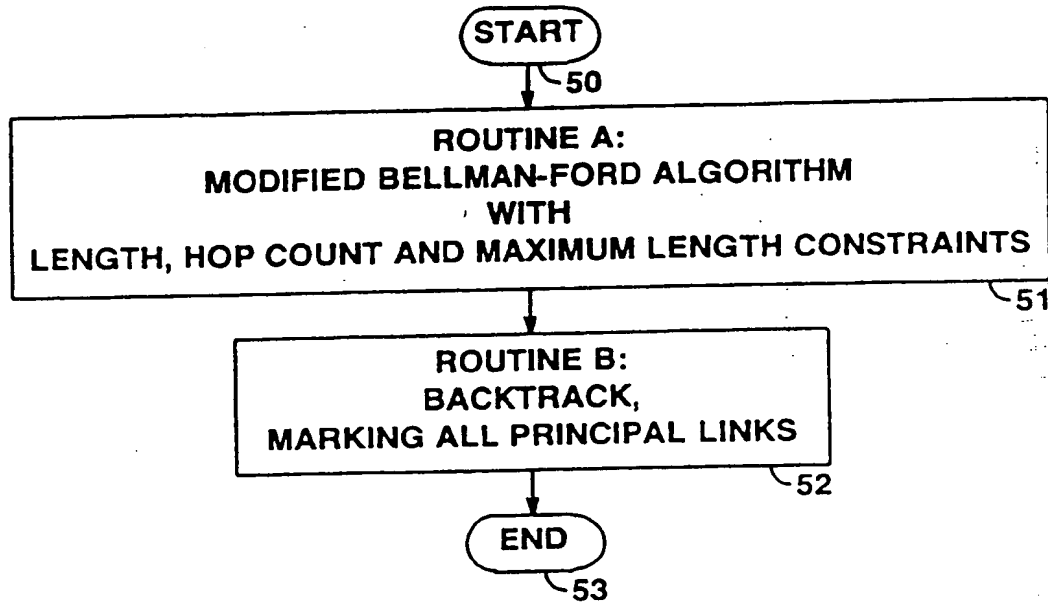 START
50
ROUTINE A:
MODIFIED BELLMAN-FORD ALGORITHM
WITH
LENGTH, HOP COUNT AND MAXIMUM LENGTH CONSTRAINTS
51
ROUTINE B:
BACKTRACK,
MARKING ALL PRINCIPAL LINKS
52
END
53